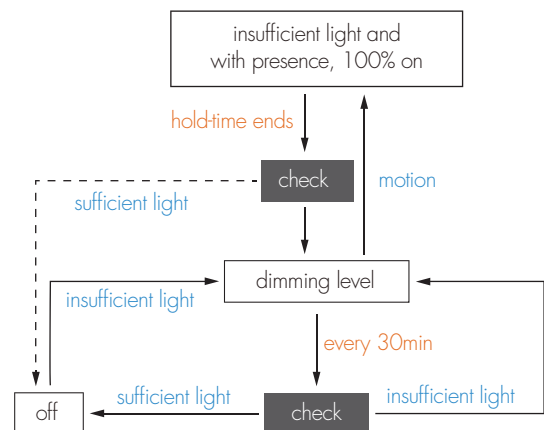 insufficient light and
with presence, 100% on
hold-time ends
check
motion
sufficient light
dimming level
insufficient light
every 30min
sufficient light
insufficient light
off
check